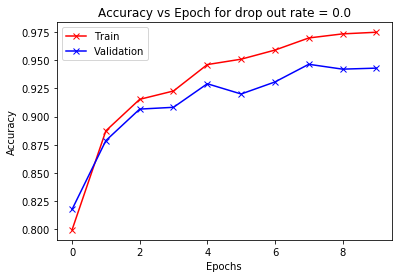 Accuracy vs Epoch for drop out rate = 0.0
Train
Validation
0.975
0.950
0.925
0.900
0.875
0.850
0.825
0.800
Accuracy
0 2 4 6 8
Epochs